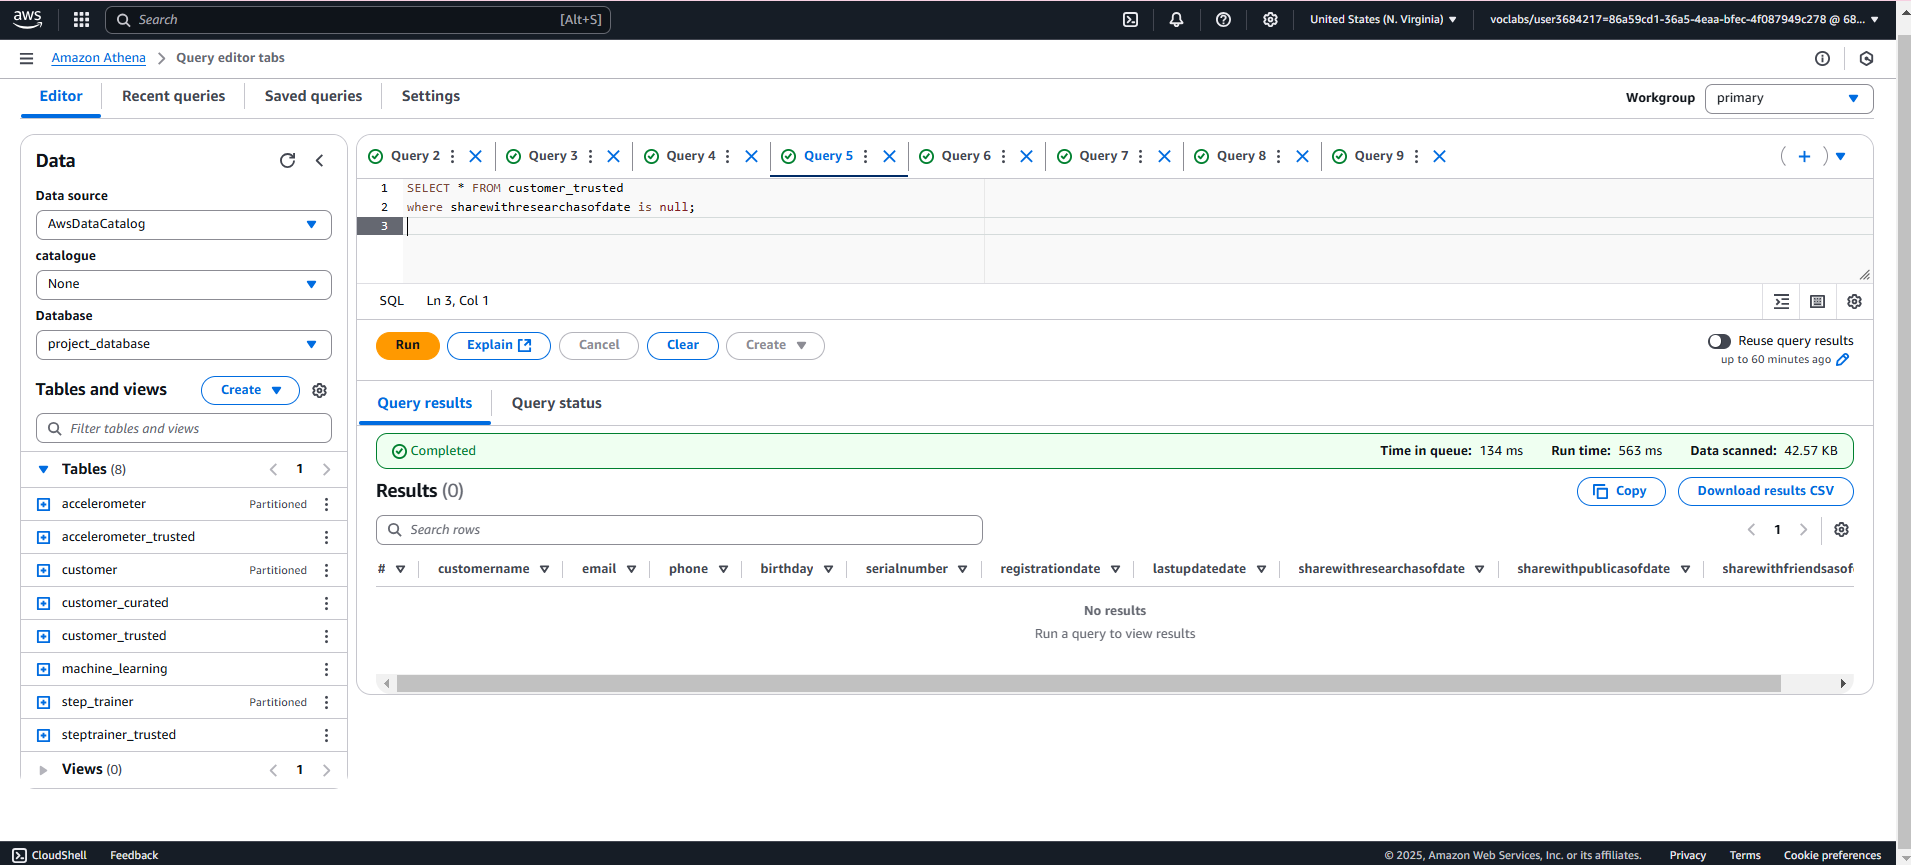 aws
Search
[Alt+S]
United States (N. Virginia)
voclabs/user3684217=86a59cd1-36a5-4eaa-bfec-4f087949c278 @ 68...
Amazon Athena
Query editor tabs
Editor
Recent queries
Saved queries
Settings
Workgroup
primary
Data
Data source
AwsDataCatalog
catalogue
None
Database
project_database
Tables and views
Create
Filter tables and views
Tables (8)
1
accelerometer
Partitioned
accelerometer_trusted
customer
Partitioned
customer_curated
customer_trusted
machine_learning
step_trainer
Partitioned
steptrainer_trusted
Views (0)
1
Query 2
Query 3
Query 4
Query 5
Query 6
Query 7
Query 8
Query 9
1 SELECT * FROM customer_trusted
2 where sharewithresearchasofdate is null;
3
SQL
Ln 3, Col 1
Run
Explain
Cancel
Clear
Create
Reuse query results
up to 60 minutes ago
Query results
Query status
Completed
Time in queue: 134 ms
Run time: 563 ms
Data scanned: 42.57 KB
Results (0)
Copy
Download results CSV
Search rows
1
#
customername
email
phone
birthday
serialnumber
registrationdate
lastupdatedate
sharewithresearchasofdate
sharewithpublicasofdate
sharewithfriendsasof
No results
Run a query to view results
CloudShell
Feedback
© 2025, Amazon Web Services, Inc. or its affiliates.
Privacy
Terms
Cookie preferences